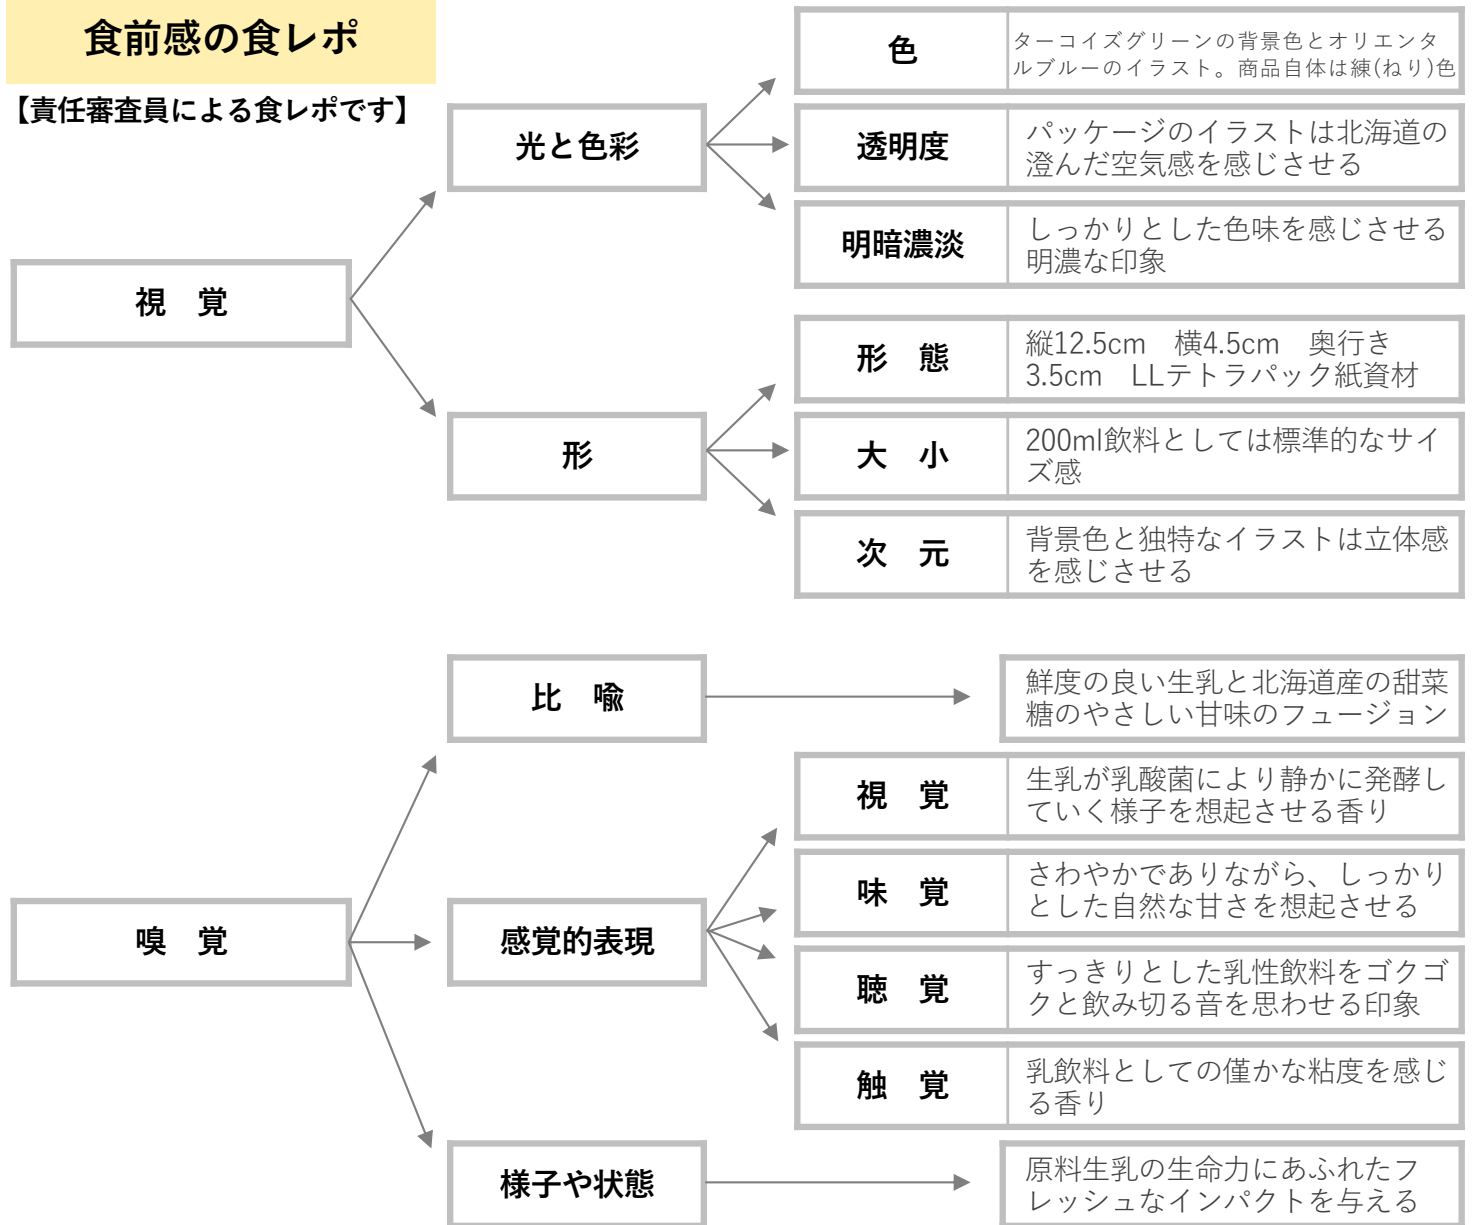 食前感の食レポ
【責任審査員による食レポです】
視　覚
光と色彩
色
ターコイズグリーンの背景色とオリエンタ
ルブルーのイラスト。商品自体は練(ねり)色
透明度
パッケージのイラストは北海道の
澄んだ空気感を感じさせる
明暗濃淡
しっかりとした色味を感じさせる
明濃な印象
形
形　態
縦12.5cm　横4.5cm　奥行き
3.5cm　LLテトラパック紙資材
大　小
200ml飲料としては標準的なサイ
ズ感
次　元
背景色と独特なイラストは立体感
を感じさせる
嗅　覚
比　喩
鮮度の良い生乳と北海道産の甜菜
糖のやさしい甘味のフュージョン
感覚的表現
視　覚
生乳が乳酸菌により静かに発酵し
ていく様子を想起させる香り
味　覚
さわやかでありながら、しっかり
とした自然な甘さを想起させる
聴　覚
すっきりとした乳性飲料をゴクゴ
クと飲み切る音を思わせる印象
触　覚
乳飲料としての僅かな粘度を感じ
る香り
様子や状態
原料生乳の生命力にあふれたフ
レッシュなインパクトを与える